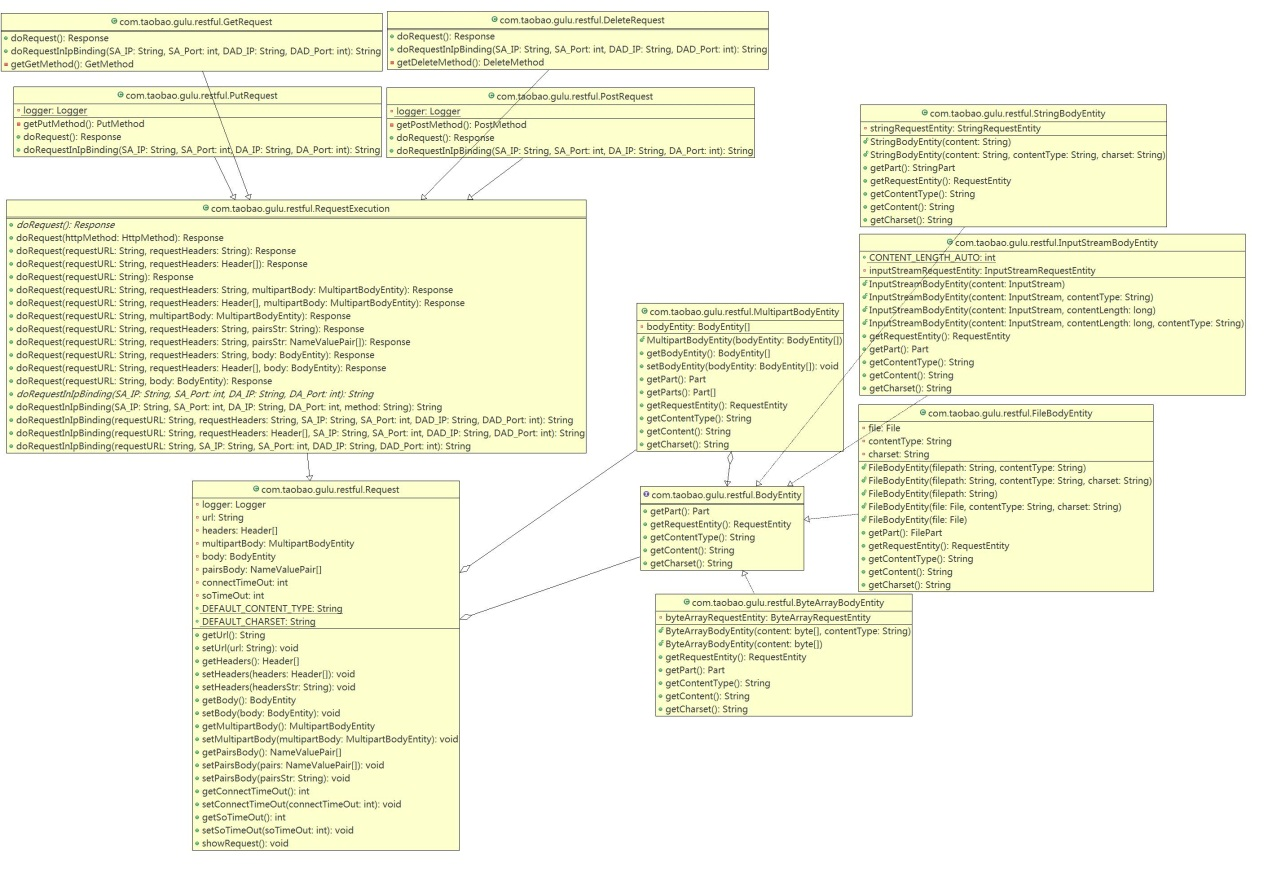 com.taobao.gulu.restful.GetRequest
doRequest(): Response
doRequestInIpBinding(SA_IP: String, SA_Port: int, DAD_IP: String, DAD_Port: int): String
getGetMethod(): GetMethod
com.taobao.gulu.restful.DeleteRequest
doRequest(): Response
doRequestInIpBinding(SA_IP: String, SA_Port: int, DAD_IP: String, DAD_Port: int): String
getDeleteMethod(): DeleteMethod
com.taobao.gulu.restful.PutRequest
logger: Logger
getPutMethod(): PutMethod
doRequest(): Response
doRequestInIpBinding(SA_IP: String, SA_Port: int, DA_IP: String, DA_Port: int): String
com.taobao.gulu.restful.PostRequest
logger: Logger
getPostMethod(): PostMethod
doRequest(): Response
doRequestInIpBinding(SA_IP: String, SA_Port: int, DA_IP: String, DA_Port: int): String
com.taobao.gulu.restful.RequestExecution
doRequest(): Response
doRequest(httpMethod: HttpMethod): Response
doRequest(requestURL: String, requestHeaders: String): Response
doRequest(requestURL: String, requestHeaders: Header[]): Response
doRequest(requestURL: String): Response
doRequest(requestURL: String, requestHeaders: String, multipartBody: MultipartBodyEntity): Response
doRequest(requestURL: String, requestHeaders: Header[], multipartBody: MultipartBodyEntity): Response
doRequest(requestURL: String, multipartBody: MultipartBodyEntity): Response
doRequest(requestURL: String, requestHeaders: String, pairsStr: String): Response
doRequest(requestURL: String, requestHeaders: String, pairsStr: NameValuePair[]): Response
doRequest(requestURL: String, requestHeaders: String, body: BodyEntity): Response
doRequest(requestURL: String, requestHeaders: Header[], body: BodyEntity): Response
doRequest(requestURL: String, body: BodyEntity): Response
doRequestInIpBinding(SA_IP: String, SA_Port: int, DA_IP: String, DA_Port: int): String
doRequestInIpBinding(SA_IP: String, SA_Port: int, DA_IP: String, DA_Port: int, method: String): String
doRequestInIpBinding(requestURL: String, requestHeaders: String, SA_IP: String, SA_Port: int, DAD_IP: String, DAD_Port: int): String
doRequestInIpBinding(requestURL: String, requestHeaders: Header[], SA_IP: String, SA_Port: int, DAD_IP: String, DAD_Port: int): String
doRequestInIpBinding(requestURL: String, SA_IP: String, SA_Port: int, DAD_IP: String, DAD_Port: int): String
com.taobao.gulu.restful.Request
logger: Logger
url: String
headers: Header[]
multipartBody: MultipartBodyEntity
body: BodyEntity
pairsBody: NameValuePair[]
connectTimeOut: int
soTimeOut: int
DEFAULT_CONTENT_TYPE: String
DEFAULT_CHARSET: String
getUrl(): String
setUrl(url: String): void
getHeaders(): Header[]
setHeaders(headers: Header[]): void
setHeaders(headersStr: String): void
getBody(): BodyEntity
setBody(body: BodyEntity): void
getMultipartBody(): MultipartBodyEntity
setMultipartBody(multipartBody: MultipartBodyEntity): void
getPairsBody(): NameValuePair[]
setPairsBody(pairs: NameValuePair[]): void
setPairsBody(pairsStr: String): void
getConnectTimeOut(): int
setConnectTimeOut(connectTimeOut: int): void
getSoTimeOut(): int
setSoTimeOut(soTimeOut: int): void
showRequest(): void
com.taobao.gulu.restful.MultipartBodyEntity
bodyEntity: BodyEntity[]
MultipartBodyEntity(bodyEntity: BodyEntity[])
getBodyEntity(): BodyEntity[]
setBodyEntity(bodyEntity: BodyEntity[]): void
getPart(): Part
getParts(): Part[]
getRequestEntity(): RequestEntity
getContentType(): String
getContent(): String
getCharset(): String
com.taobao.gulu.restful.BodyEntity
getPart(): Part
getRequestEntity(): RequestEntity
getContentType(): String
getContent(): String
getCharset(): String
com.taobao.gulu.restful.ByteArrayBodyEntity
byteArrayRequestEntity: ByteArrayRequestEntity
ByteArrayBodyEntity(content: byte[], contentType: String)
ByteArrayBodyEntity(content: byte[])
getRequestEntity(): RequestEntity
getPart(): Part
getContentType(): String
getContent(): String
getCharset(): String
com.taobao.gulu.restful.StringBodyEntity
stringRequestEntity: StringRequestEntity
StringBodyEntity(content: String)
StringBodyEntity(content: String, contentType: String, charset: String)
getPart(): StringPart
getRequestEntity(): RequestEntity
getContentType(): String
getContent(): String
getCharset(): String
com.taobao.gulu.restful.InputStreamBodyEntity
CONTENT_LENGTH_AUTO: int
inputStreamRequestEntity: InputStreamRequestEntity
InputStreamBodyEntity(content: InputStream)
InputStreamBodyEntity(content: InputStream, contentType: String)
InputStreamBodyEntity(content: InputStream, contentLength: long)
InputStreamBodyEntity(content: InputStream, contentLength: long, contentType: String)
getRequestEntity(): RequestEntity
getPart(): Part
getContentType(): String
getContent(): String
getCharset(): String
com.taobao.gulu.restful.FileBodyEntity
file: File
contentType: String
charset: String
FileBodyEntity(filepath: String, contentType: String)
FileBodyEntity(filepath: String, contentType: String, charset: String)
FileBodyEntity(filepath: String)
FileBodyEntity(file: File, contentType: String, charset: String)
FileBodyEntity(file: File)
getPart(): FilePart
getRequestEntity(): RequestEntity
getContentType(): String
getContent(): String
getCharset(): String